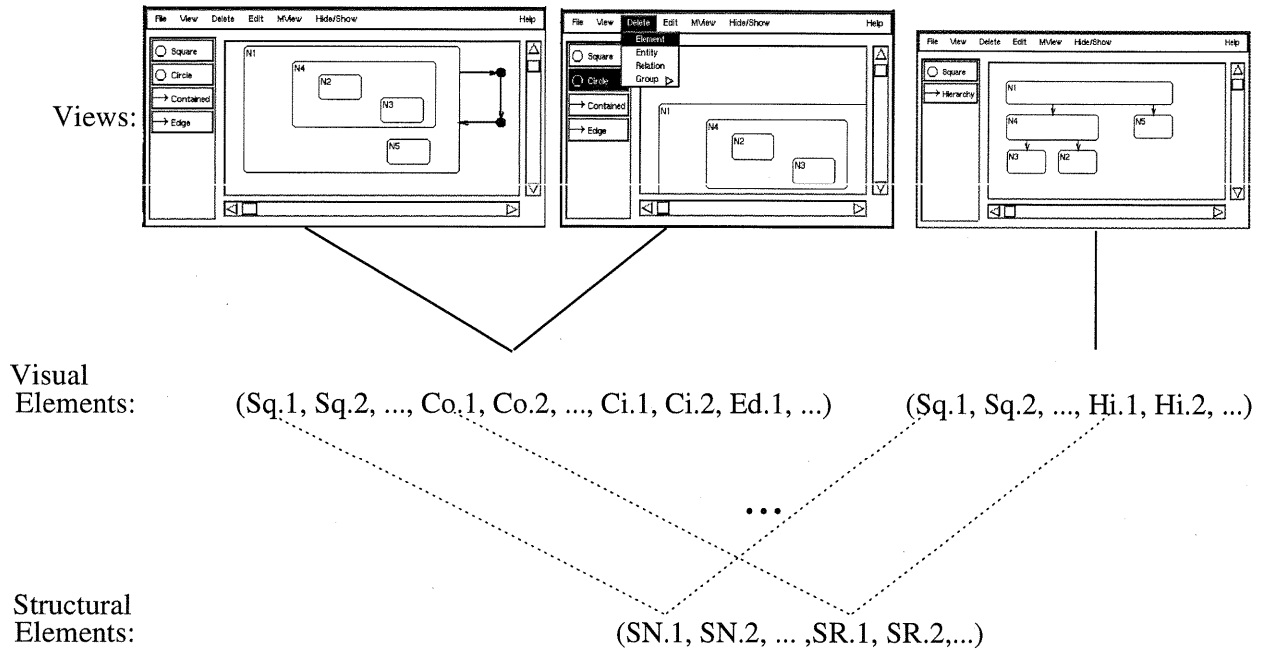 File View Delete Edit MView Hide/Show Help
Square
Circle
Contained
Edge
N1
N4
N2
N3
N5
File View Delete Edit MView Hide/Show Help
Element
Entity
Relation
Group
Square
Circle
Contained
Edge
N1
N4
N2
N3
File View Delete Edit MView Hide/Show Help
Square
Hierarchy
N1
N4 N5
N3 N2
Views:
Visual
Elements:
(Sq.1, Sq.2, ..., Co.1, Co.2, ..., Ci.1, Ci.2, Ed.1, ...)
(Sq.1, Sq.2, ..., Hi.1, Hi.2, ...)
...
Structural
Elements:
(SN.1, SN.2, ... ,SR.1, SR.2,...)